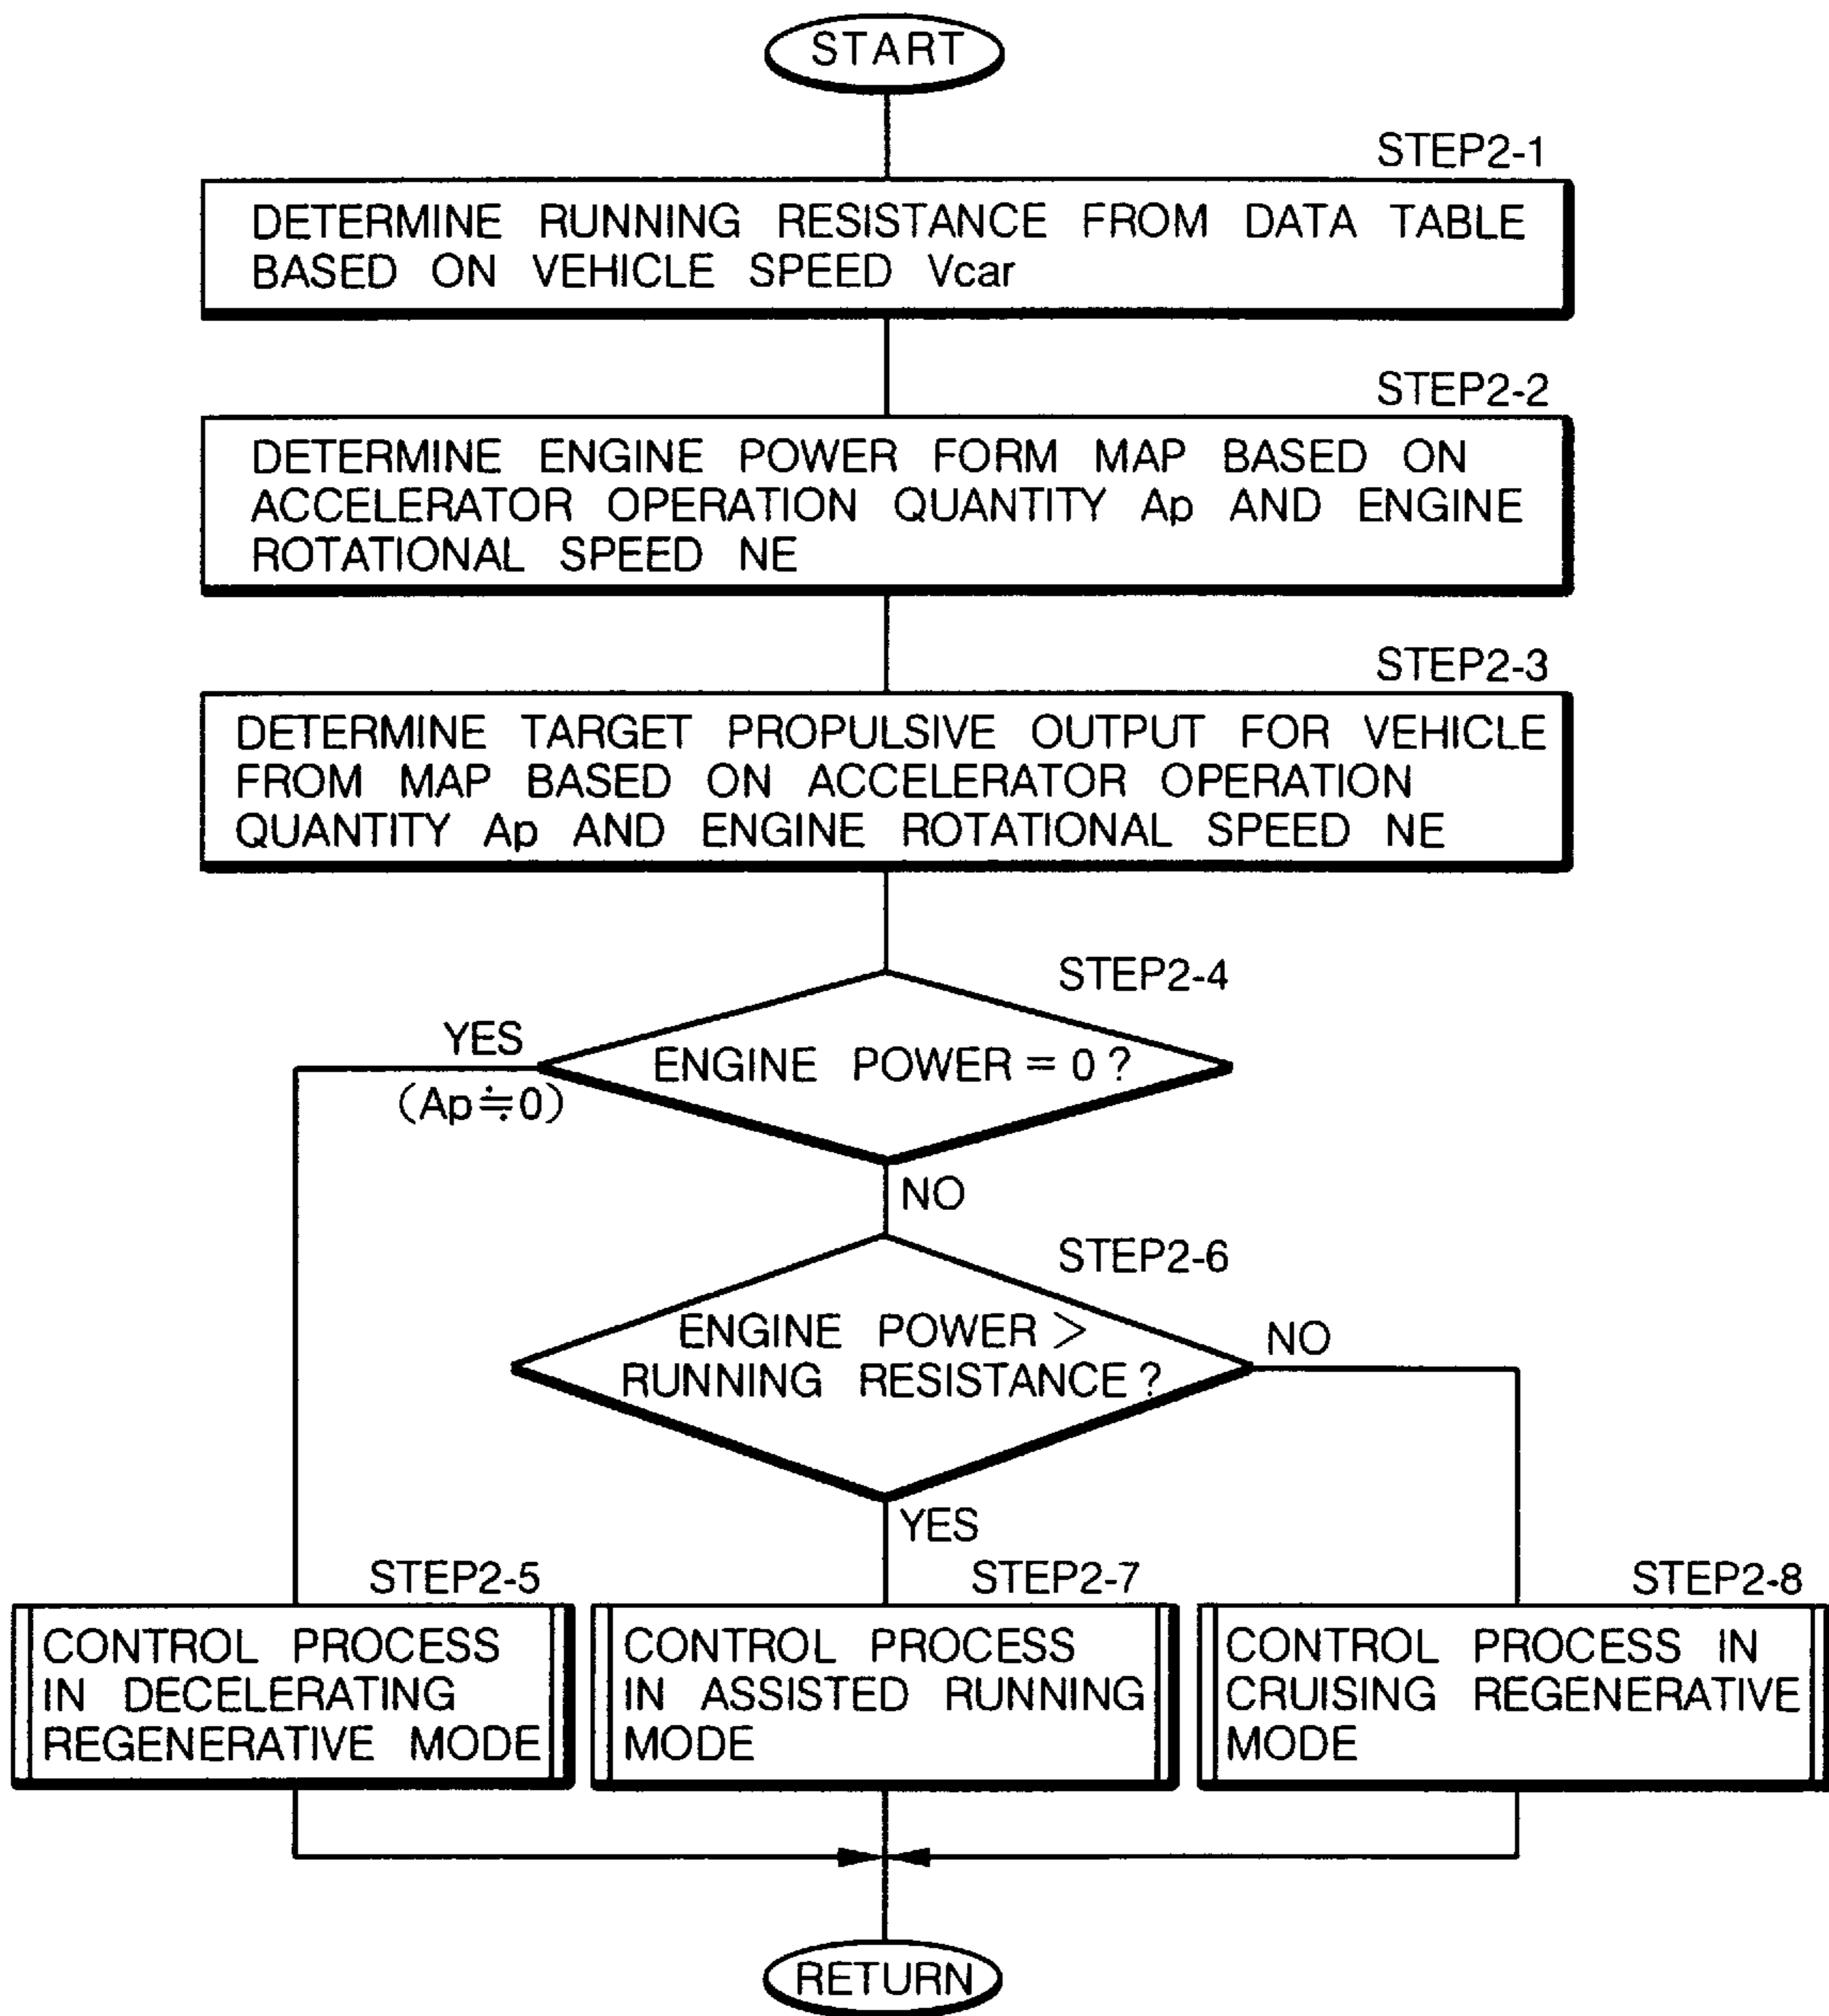 START
STEP2-1
DETERMINE RUNNING RESISTANCE FROM DATA TABLE
BASED ON VEHICLE SPEED Vcar
STEP2-2
DETERMINE ENGINE POWER FORM MAP BASED ON
ACCELERATOR OPERATION QUANTITY Ap AND ENGINE
ROTATIONAL SPEED NE
STEP2-3
DETERMINE TARGET PROPULSIVE OUTPUT FOR VEHICLE
FROM MAP BASED ON ACCELERATOR OPERATION
QUANTITY Ap AND ENGINE ROTATIONAL SPEED NE
STEP2-4
ENGINE POWER = 0 ?
YES
(Ap≒0)
NO
STEP2-6
ENGINE POWER >
RUNNING RESISTANCE ?
NO
YES
STEP2-5
CONTROL PROCESS
IN DECELERATING
REGENERATIVE MODE
STEP2-7
CONTROL PROCESS
IN ASSISTED RUNNING
MODE
STEP2-8
CONTROL PROCESS IN
CRUISING REGENERATIVE
MODE
RETURN